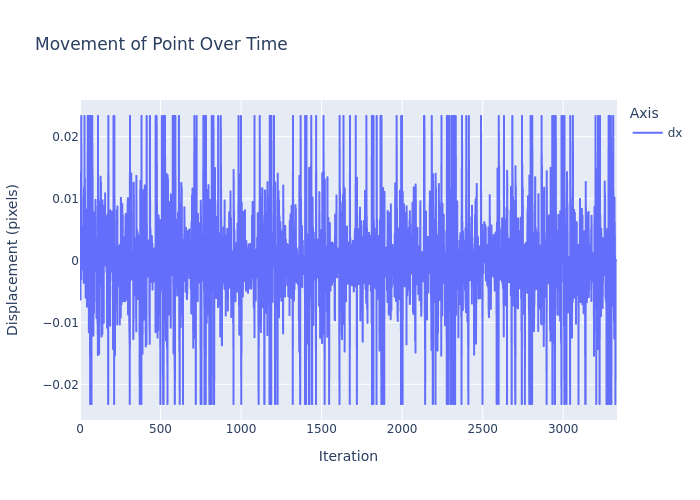 Movement of Point Over Time
Axis
dx
0.02
0.01
0
−0.01
−0.02
Displacement (pixels)
0 500 1000 1500 2000 2500 3000
Iteration